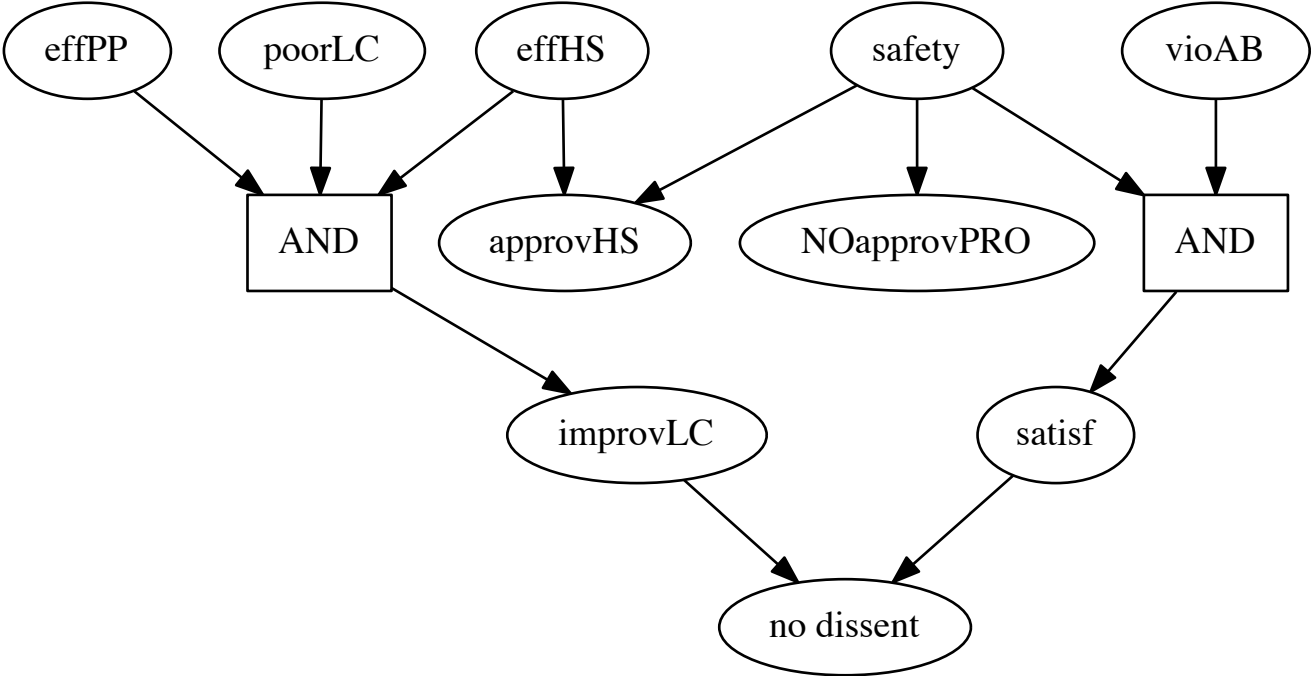 effPP
poorLC
effHS
safety
vioAB
AND
approvHS
NOapprovPRO
AND
improvLC
satisf
no dissent